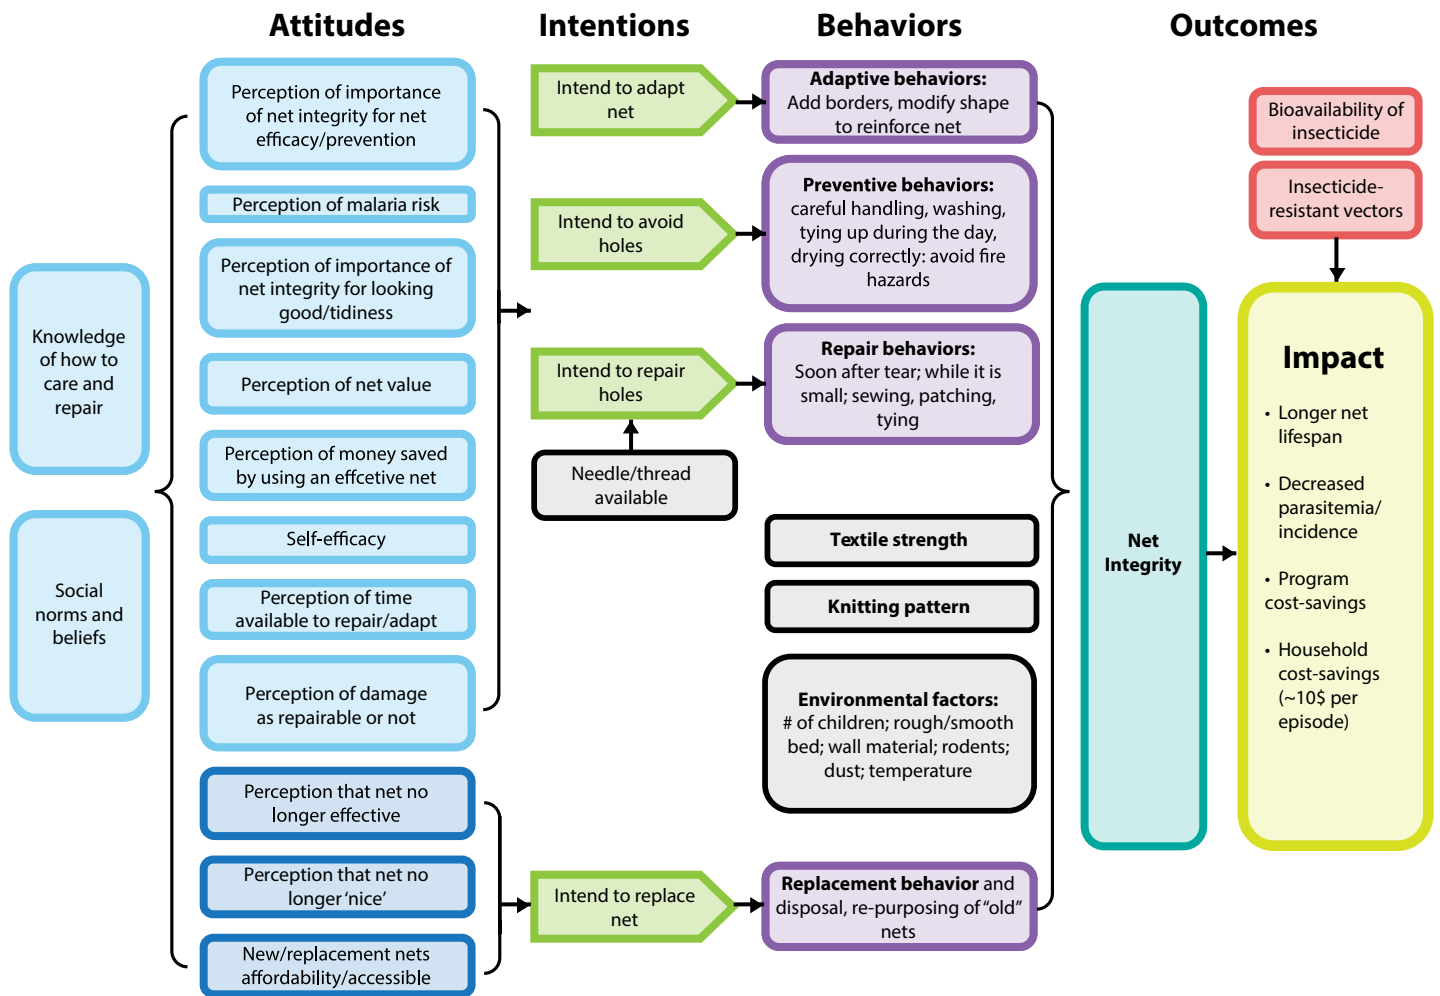 Attitudes
Intentions
Behaviors
Outcomes
Knowledge
of how to
care and
repair
Social
norms and
beliefs
Perception of importance
of net integrity for net
efficacy/prevention
Perception of malaria risk
Perception of importance of
net integrity for looking
good/tidiness
Perception of net value
Perception of money saved
by using an effcetive net
Self-efficacy
Perception of time
available to repair/adapt
Perception of damage
as repairable or not
Perception that net no
longer effective
Perception that net no
longer ‘nice’
New/replacement nets
affordability/accessible
Intend to adapt
net
Intend to avoid
holes
Intend to repair
holes
Needle/thread
available
Intend to replace
net
Adaptive behaviors:
Add borders, modify shape
to reinforce net
Preventive behaviors:
careful handling, washing,
tying up during the day,
drying correctly: avoid fire
hazards
Repair behaviors:
Soon after tear; while it is
small; sewing, patching,
tying
Textile strength
Knitting pattern
Environmental factors:
# of children; rough/smooth
bed; wall material; rodents;
dust; temperature
Replacement behavior and
disposal, re-purposing of “old”
nets
Net
Integrity
Bioavailability of
insecticide
Insecticide-
resistant vectors
Impact
• Longer net
lifespan
• Decreased
parasitemia/
incidence
• Program
cost-savings
• Household
cost-savings
(~10$ per
episode)